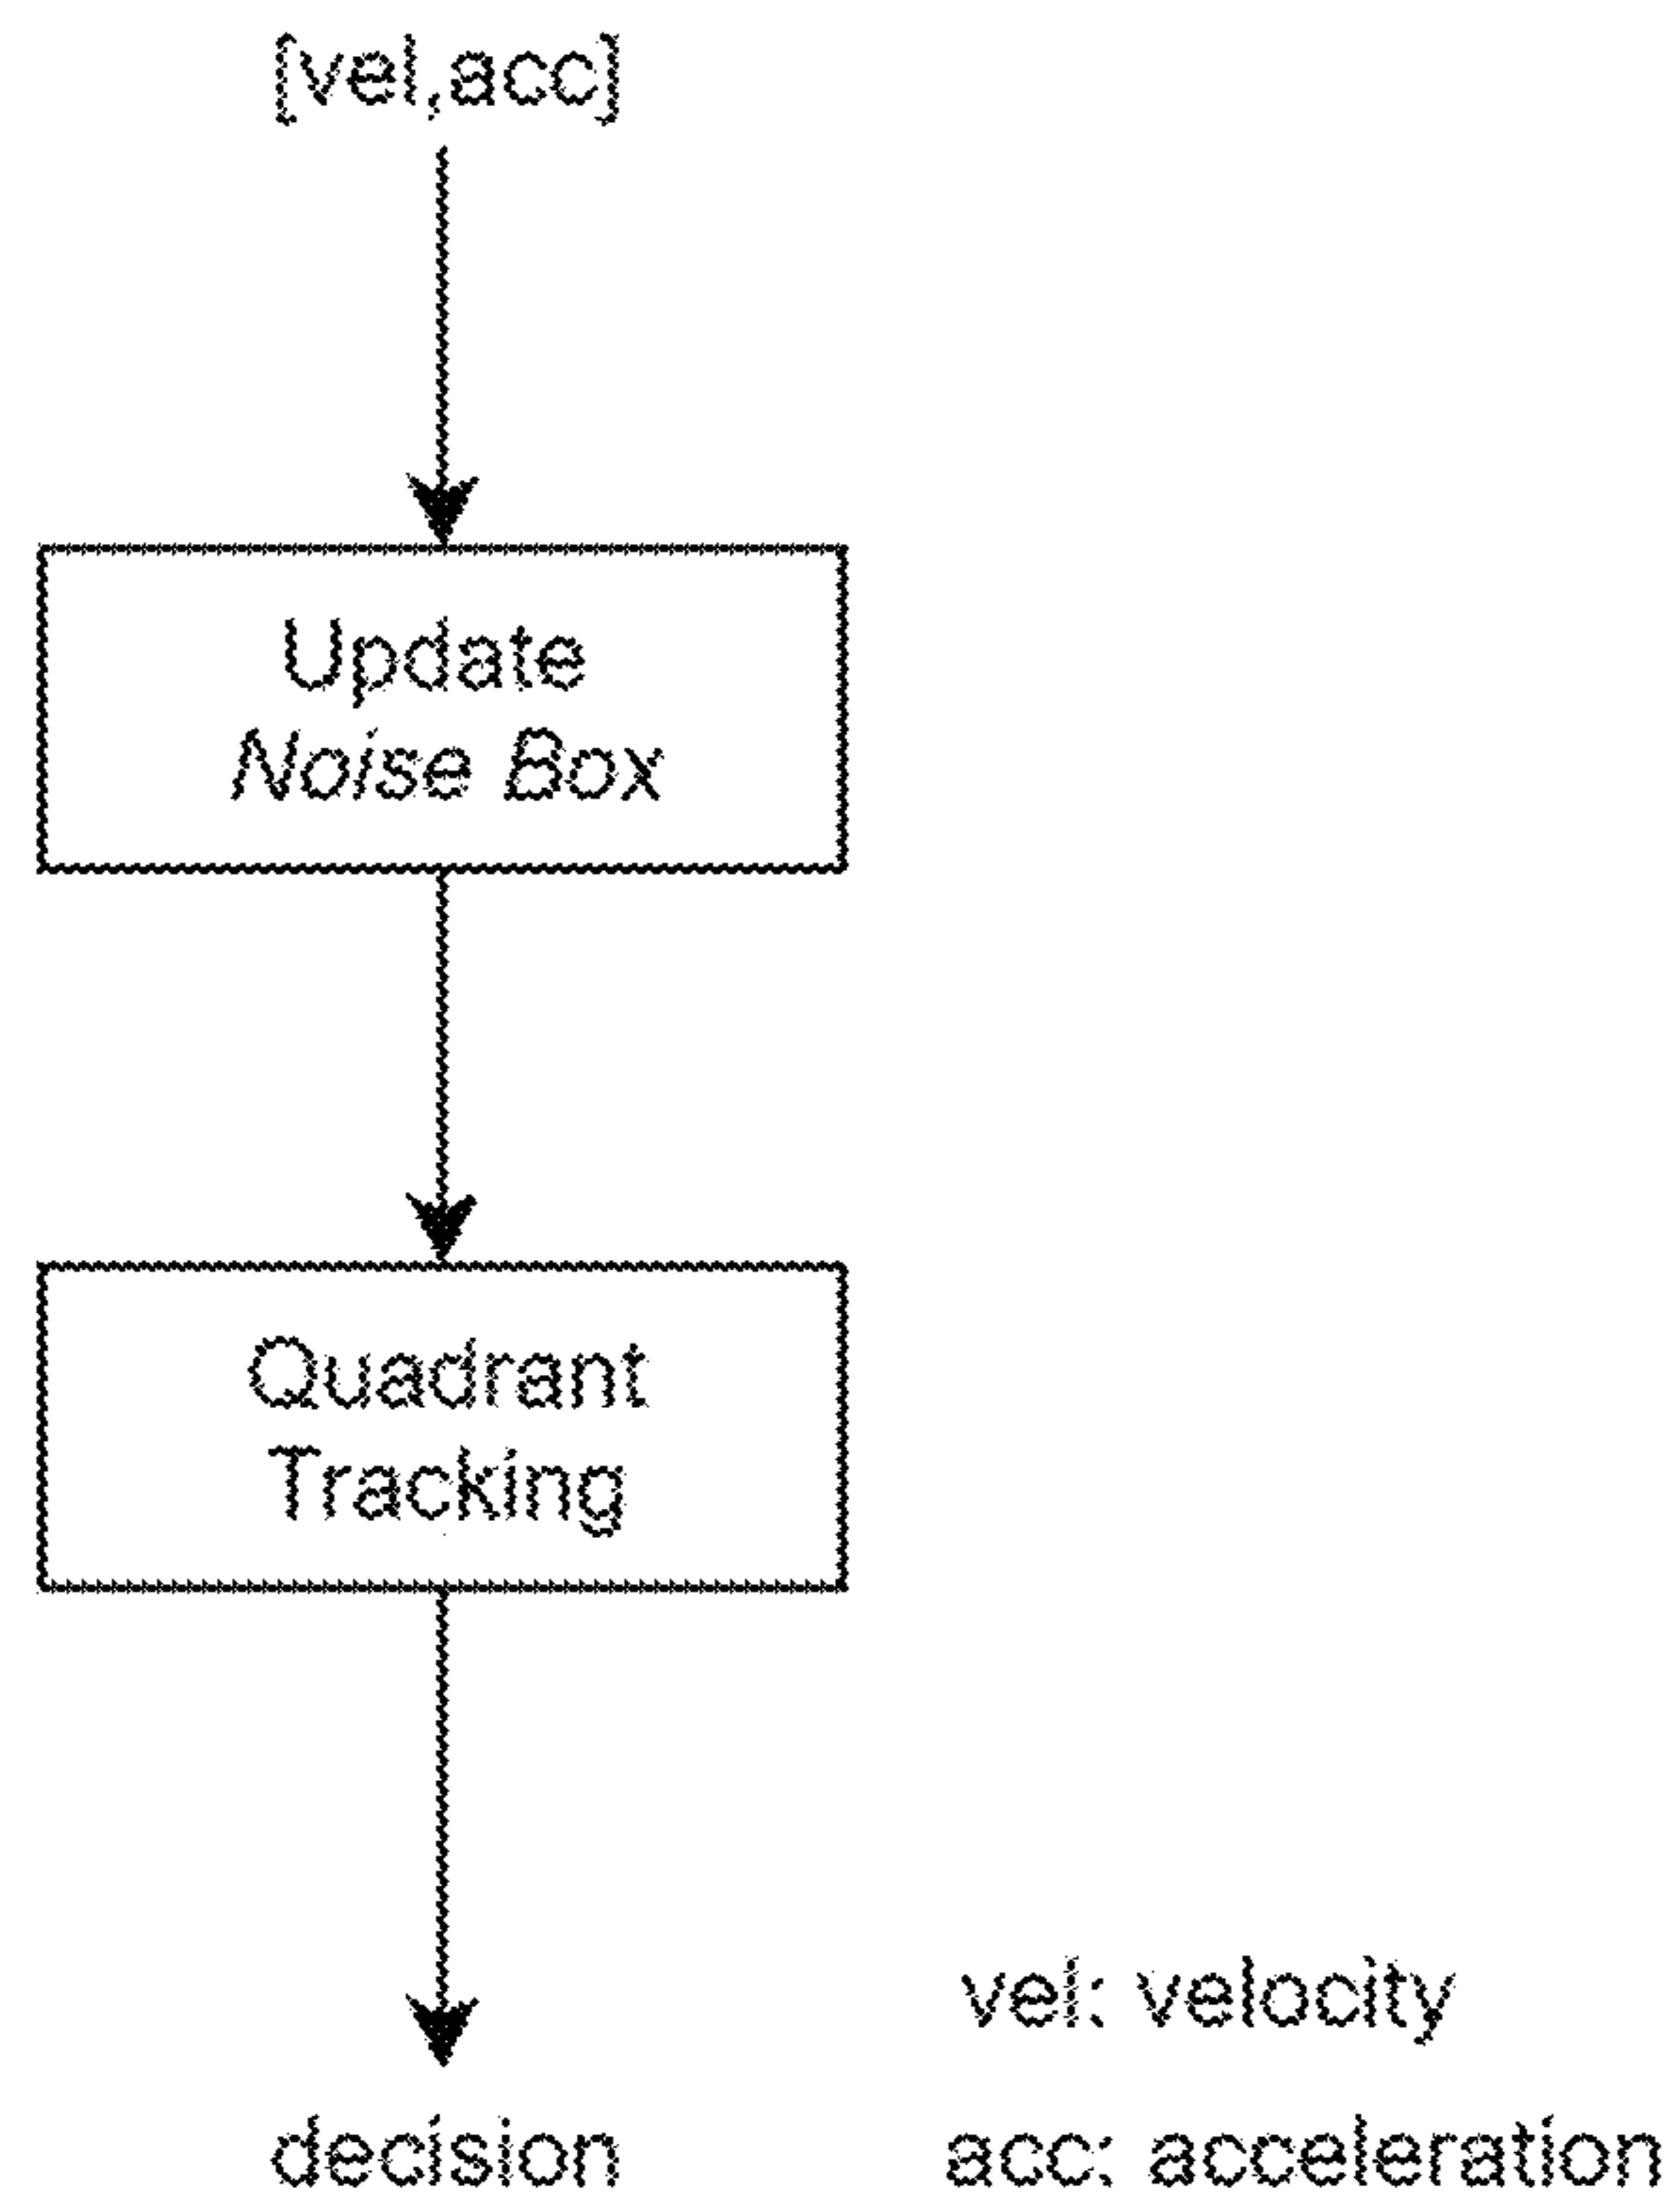 [vel,acc]
Update
Noise Box
Quadrant
Tracking
decision
vel: velocity
acc: acceleration